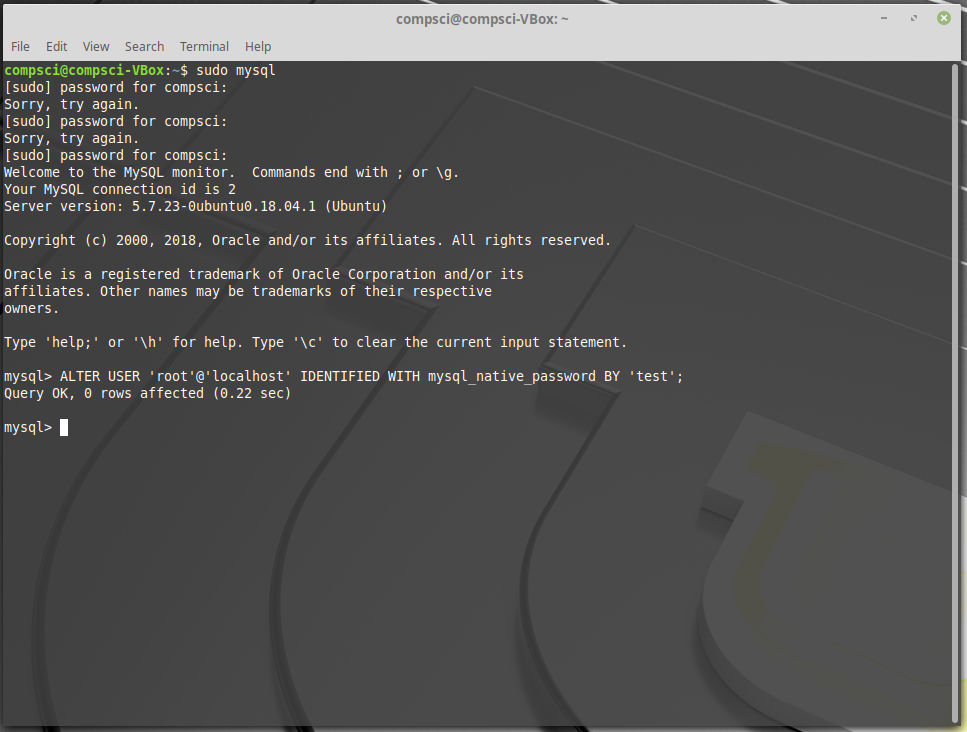 compsci@compsci-VBox: ~
File Edit View Search Terminal Help
compsci@compsci-VBox:~$ sudo mysql
[sudo] password for compsci:
Sorry, try again.
[sudo] password for compsci:
Sorry, try again.
[sudo] password for compsci:
Welcome to the MySQL monitor.  Commands end with ; or \g.
Your MySQL connection id is 2
Server version: 5.7.23-0ubuntu0.18.04.1 (Ubuntu)
Copyright (c) 2000, 2018, Oracle and/or its affiliates. All rights reserved.
Oracle is a registered trademark of Oracle Corporation and/or its
affiliates. Other names may be trademarks of their respective
owners.
Type 'help;' or '\h' for help. Type '\c' to clear the current input statement.
mysql> ALTER USER 'root'@'localhost' IDENTIFIED WITH mysql_native_password BY 'test';
Query OK, 0 rows affected (0.22 sec)
mysql>